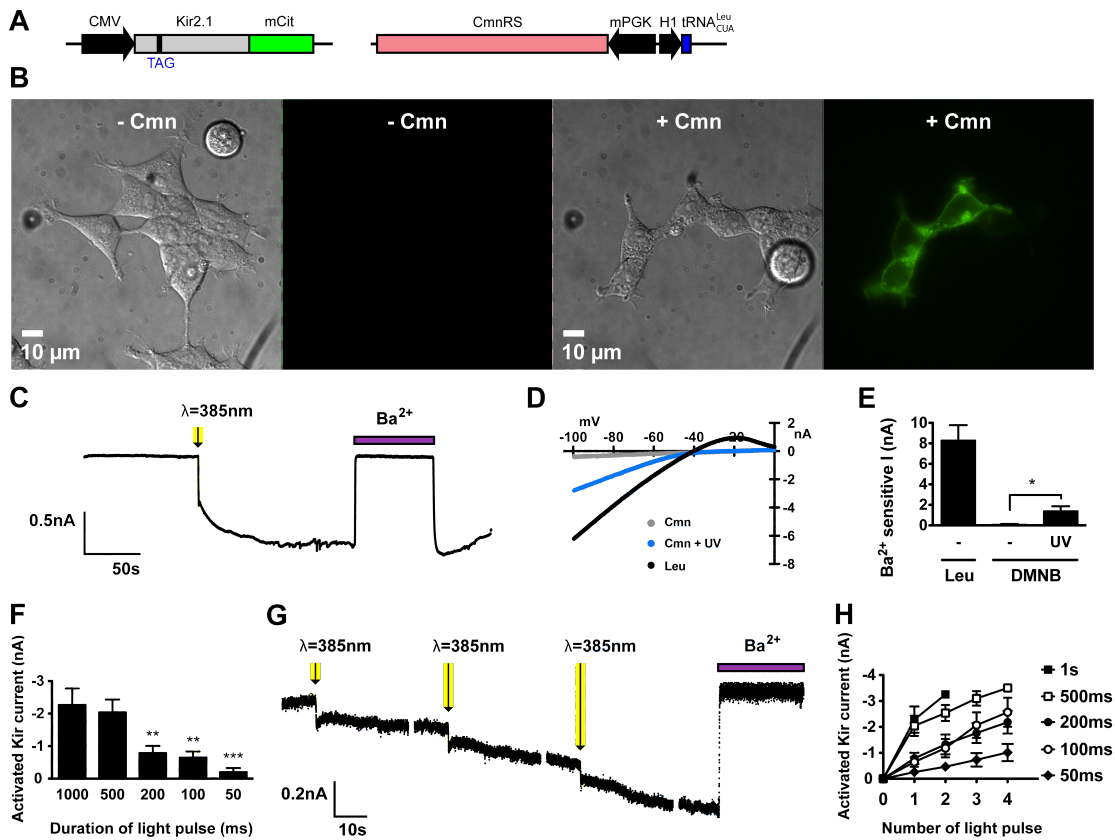 A
CMV Kir2.1 mCit CmnRS mPGK H1 tRNA Leu CUA
TAG
B
- Cmn - Cmn + Cmn + Cmn
10 µm 10 µm
C
λ=385nm Ba2+
0.5nA
50s
D
mV
nA
-100 -80 -60 -40 -20
2
0
-2
-4
-6
-8
Cmn
Cmn + UV
Leu
E
Ba2+ sensitive I (nA)
10
8
6
4
2
0
*
- - UV
Leu DMNB
F
Activated Kir current (nA)
-3
-2
-1
0
** ** ***
1000 500 200 100 50
Duration of light pulse (ms)
G
λ=385nm λ=385nm λ=385nm Ba2+
0.2nA
10s
H
Activated Kir current (nA)
-4
-3
-2
-1
0
0 1 2 3 4
Number of light pulse
1s
500ms
200ms
100ms
50ms